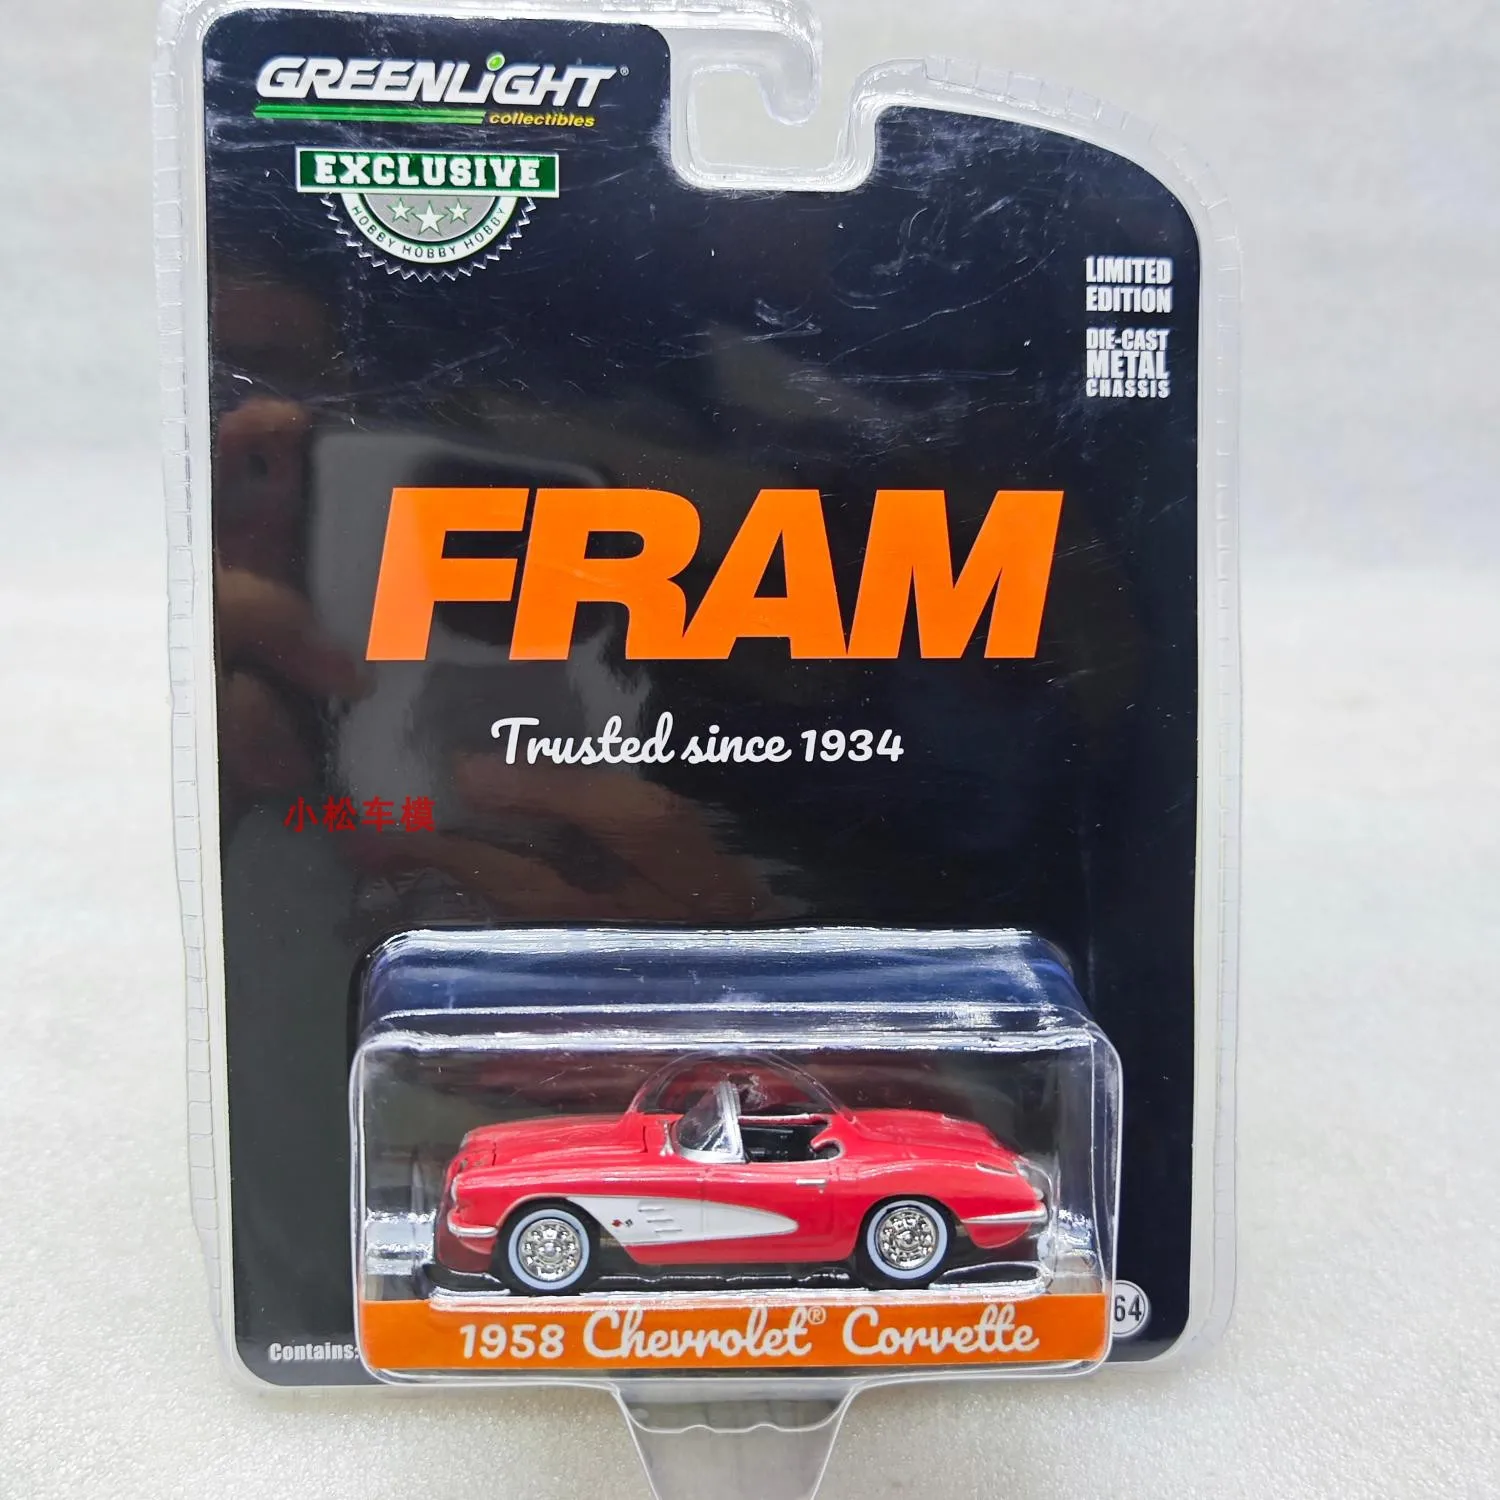 GREENLiGHT®
collectibles
EXCLUSIVE
HOBBY HOBBY HOBBY
LIMITED
EDITION
DIE-CAST
METAL
CHASSIS
FRAM
Trusted since 1934
小松车模
1958 Chevrolet® Corvette
64
Contains: